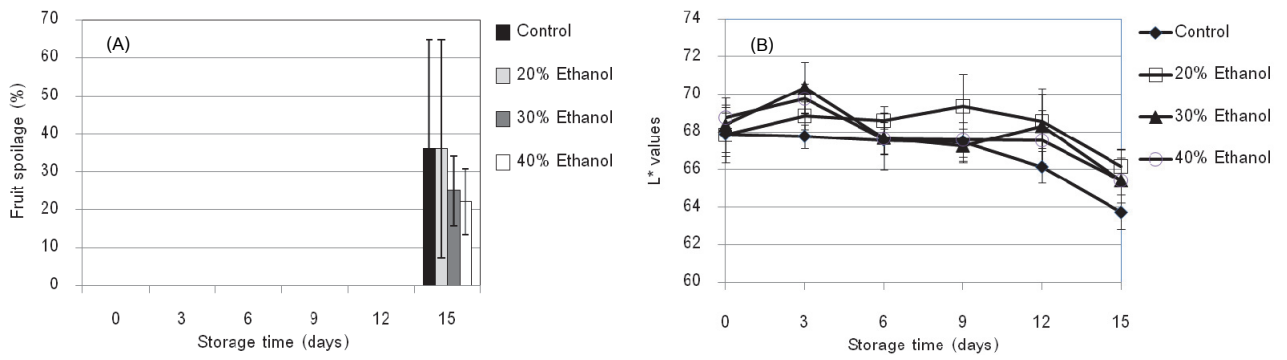 (A)
Fruit spoilage (%)
70
60
50
40
30
20
10
0
0 3 6 9 12 15
Storage time (days)
Control
20% Ethanol
30% Ethanol
40% Ethanol
(B)
L* values
74
72
70
68
66
64
62
60
0 3 6 9 12 15
Storage time (days)
Control
20% Ethanol
30% Ethanol
40% Ethanol